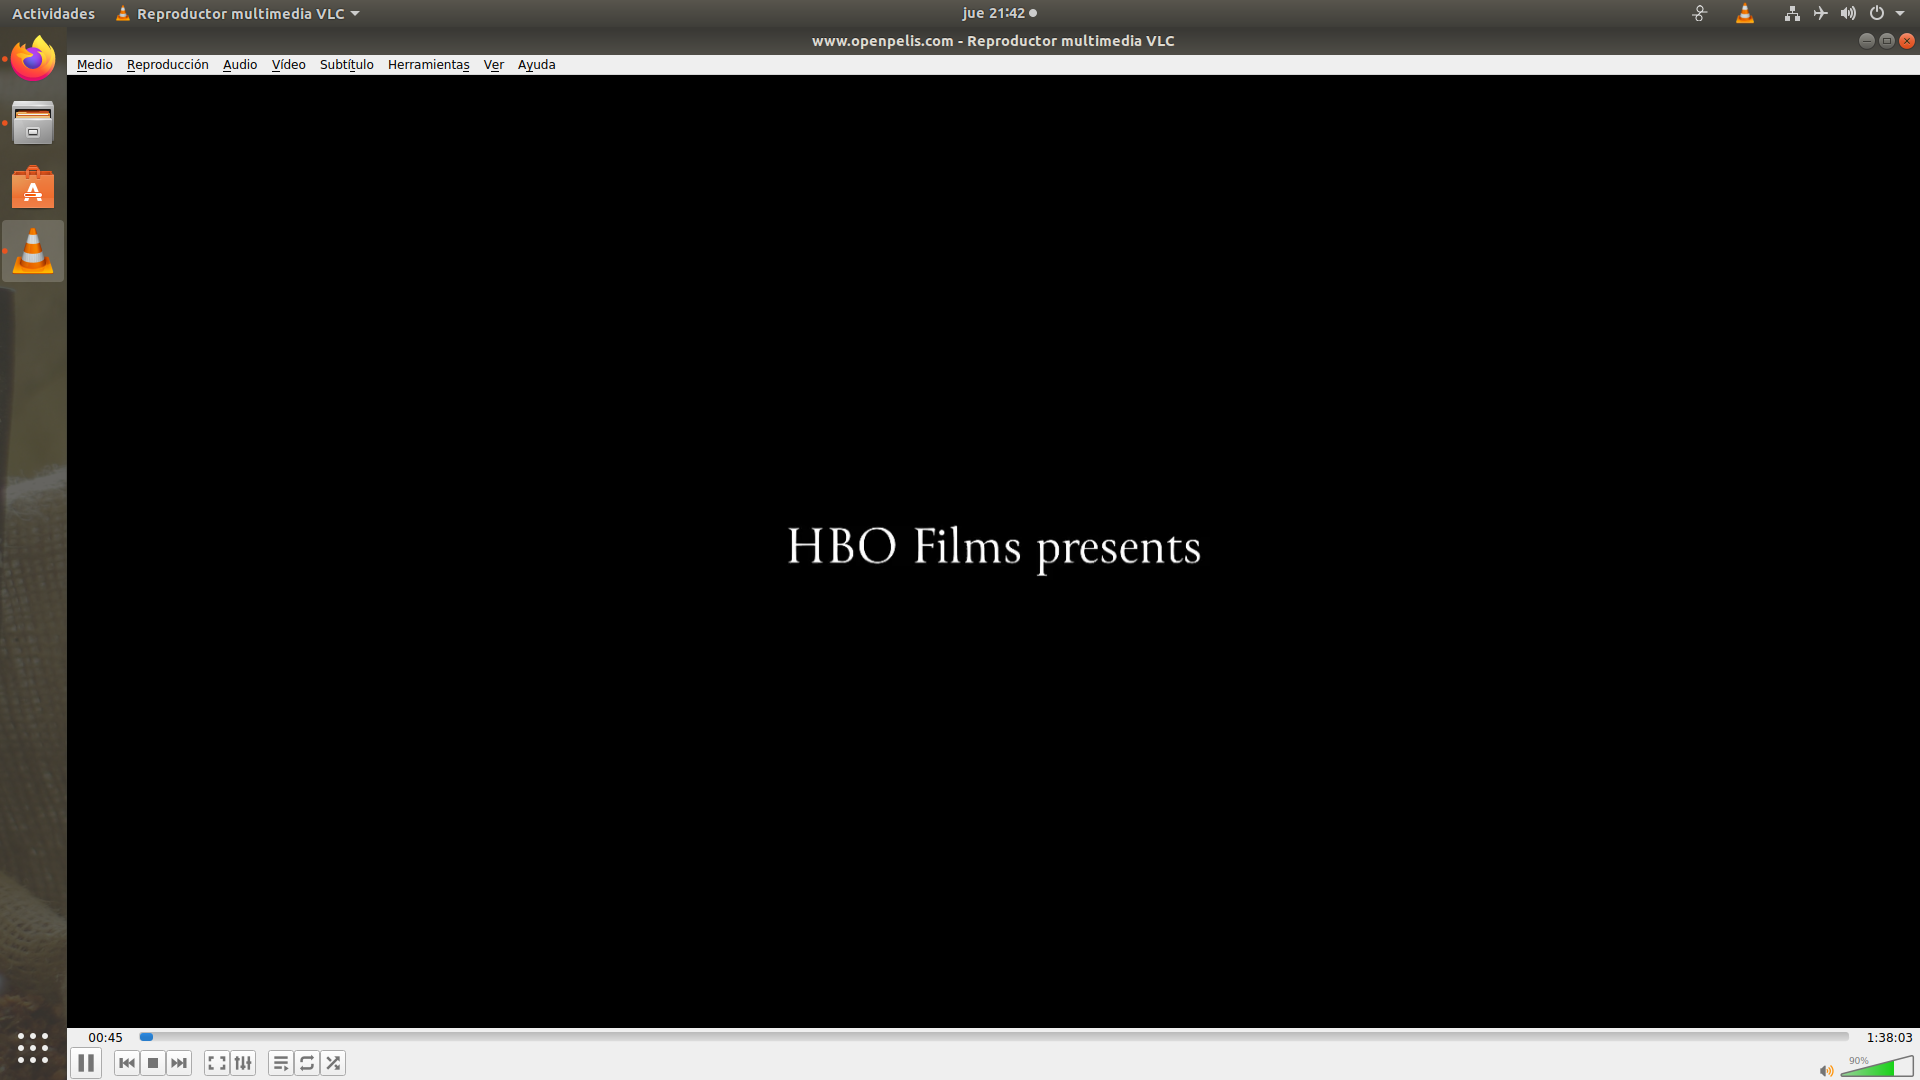 Actividades Reproductor multimedia VLC jue 21:42
www.openpelis.com - Reproductor multimedia VLC
Medio Reproducción Audio Vídeo Subtítulo Herramientas Ver Ayuda
HBO Films presents
00:45 1:38:03
90%